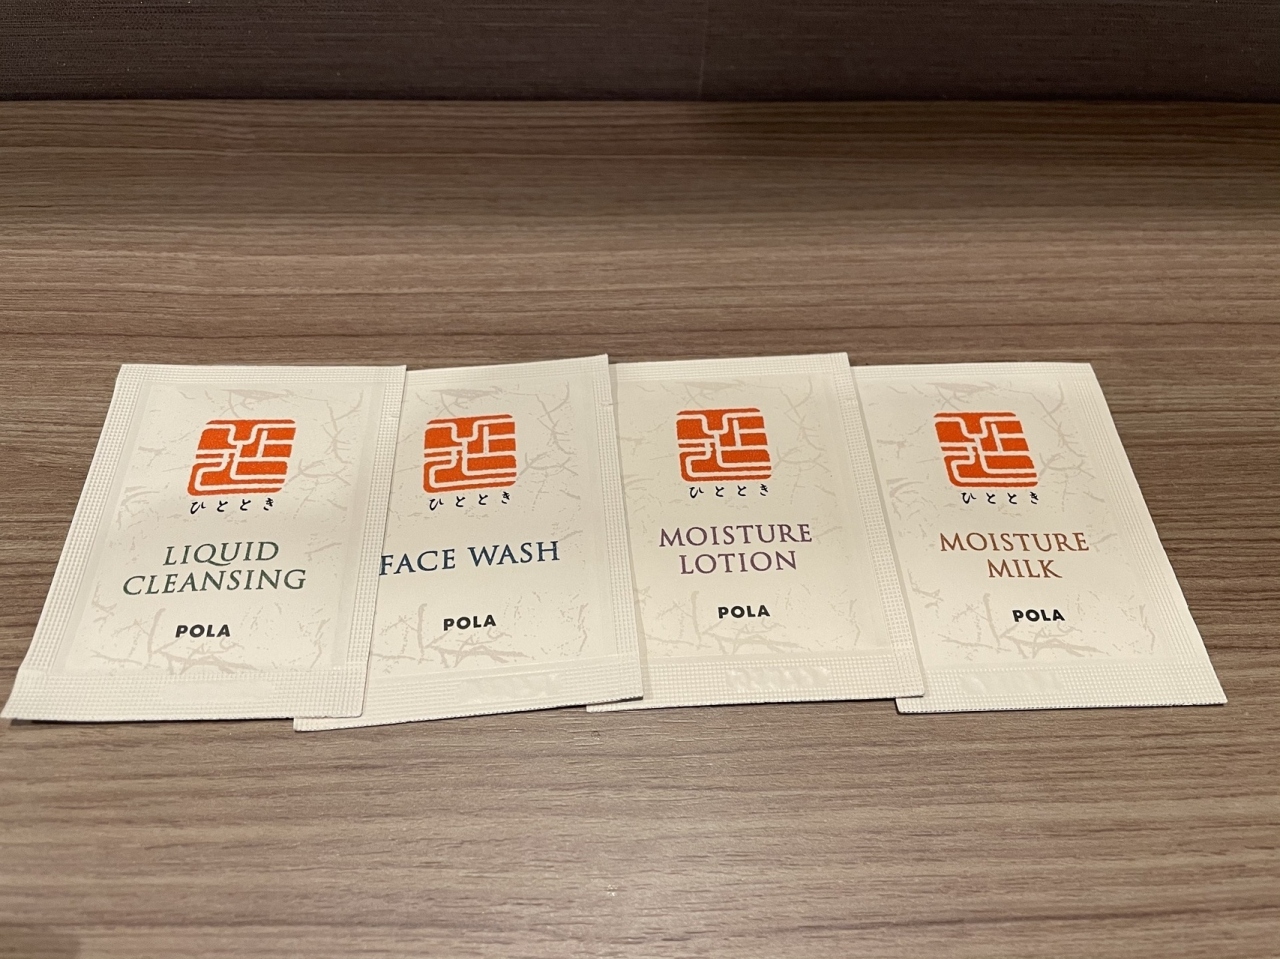 ひととき
LIQUID
CLEANSING
POLA
ひととき
FACE WASH
POLA
ひととき
MOISTURE
LOTION
POLA
ひととき
MOISTURE
MILK
POLA